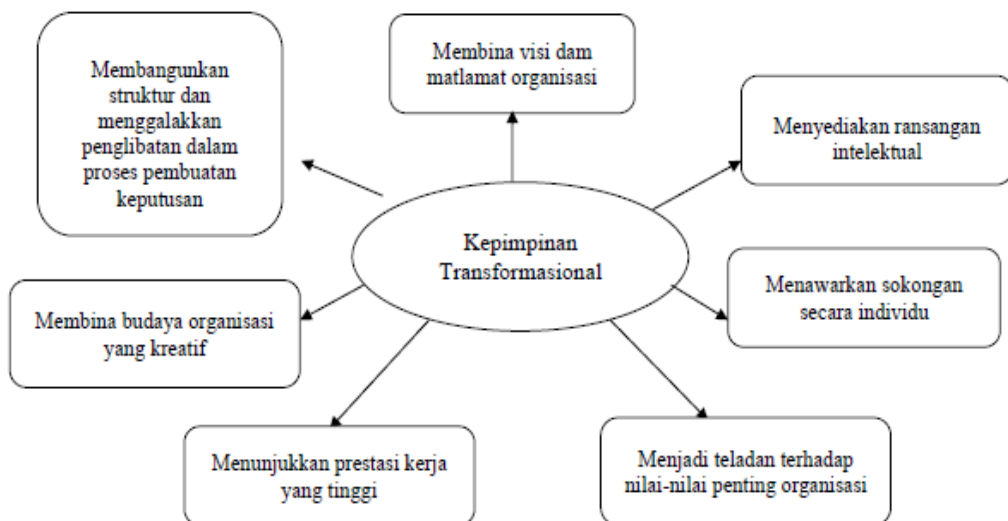 Membina visi dam
matlamat organisasi
Membangunkan
struktur dan
menggalakkan
penglibatan dalam
proses pembuatan
keputusan
Menyediakan ransangan
intelektual
Kepimpinan
Transformasional
Menawarkan sokongan
secara individu
Membina budaya organisasi
yang kreatif
Menunjukkan prestasi kerja
yang tinggi
Menjadi teladan terhadap
nilai-nilai penting organisasi